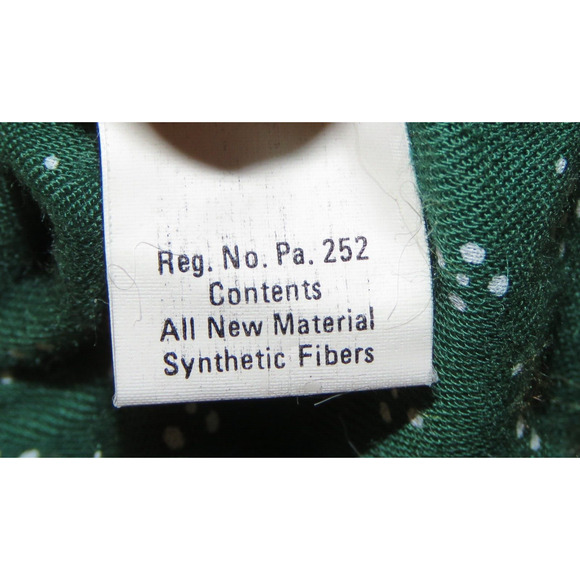 Reg. No. Pa. 252
Contents
All New Material
Synthetic Fibers